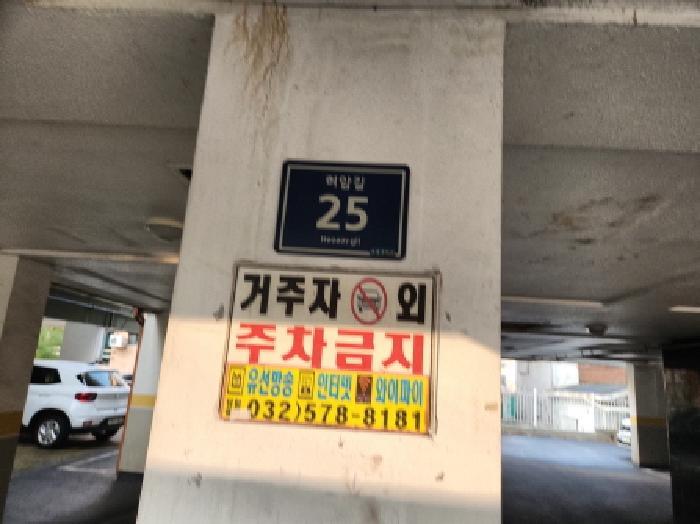 허암길
25
Heoam-gil
거주자 외
주차금지
유선방송 인터넷 와이파이
032)578-8181